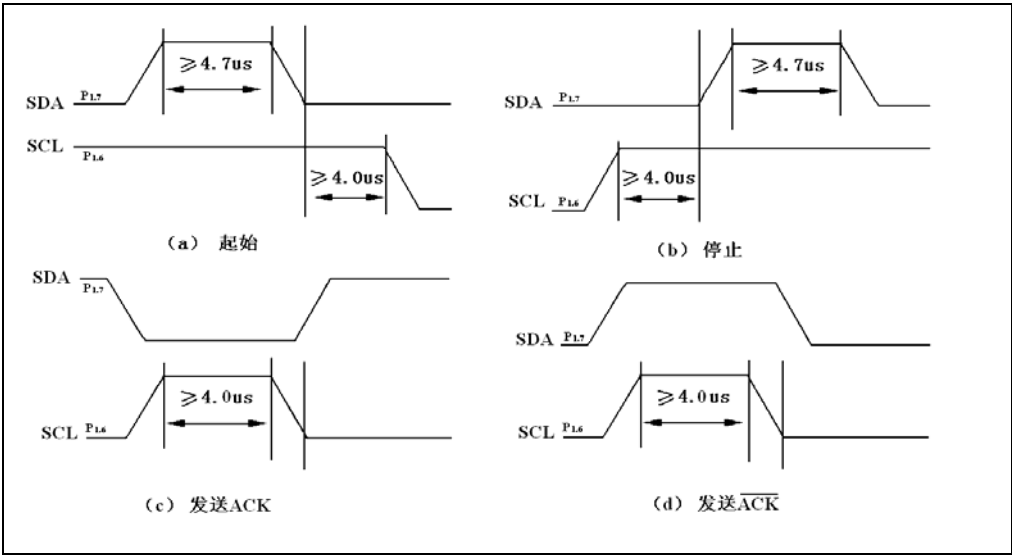 ≥4.7us
SDA P1.7
SCL P1.6
≥4.0us
(a) 起始
≥4.7us
SDA P1.7
≥4.0us
SCL P1.6
(b) 停止
SDA P1.7
≥4.0us
SCL P1.6
(c) 发送ACK
SDA P1.7
≥4.0us
SCL P1.6
(d) 发送A̅C̅K̅